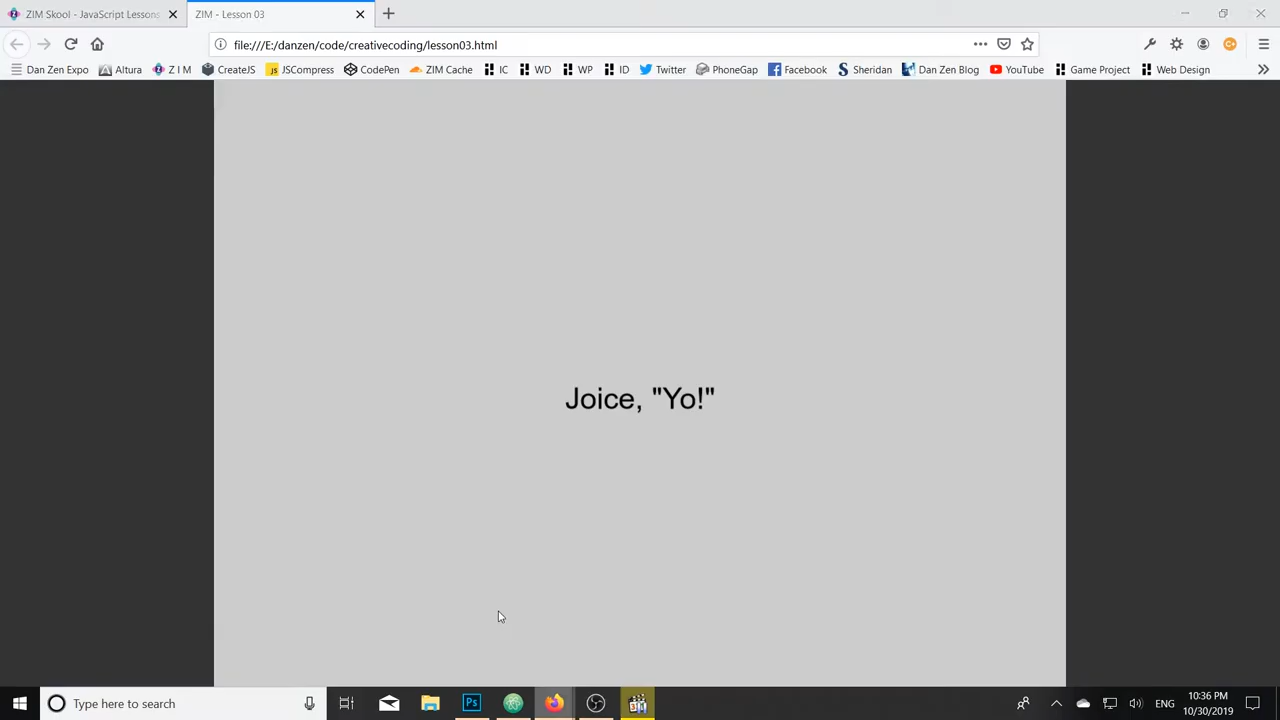 ZIM Skool - JavaScript Lessons
ZIM - Lesson 03
file:///E:/danzen/code/creativecoding/lesson03.html
Dan Zen Expo Altura Z I M CreateJS JSCompress CodePen ZIM Cache IC WD WP ID Twitter PhoneGap Facebook Sheridan Dan Zen Blog YouTube Game Project Web Design
Joice, "Yo!"
Type here to search
Ps
ENG
10:36 PM
10/30/2019